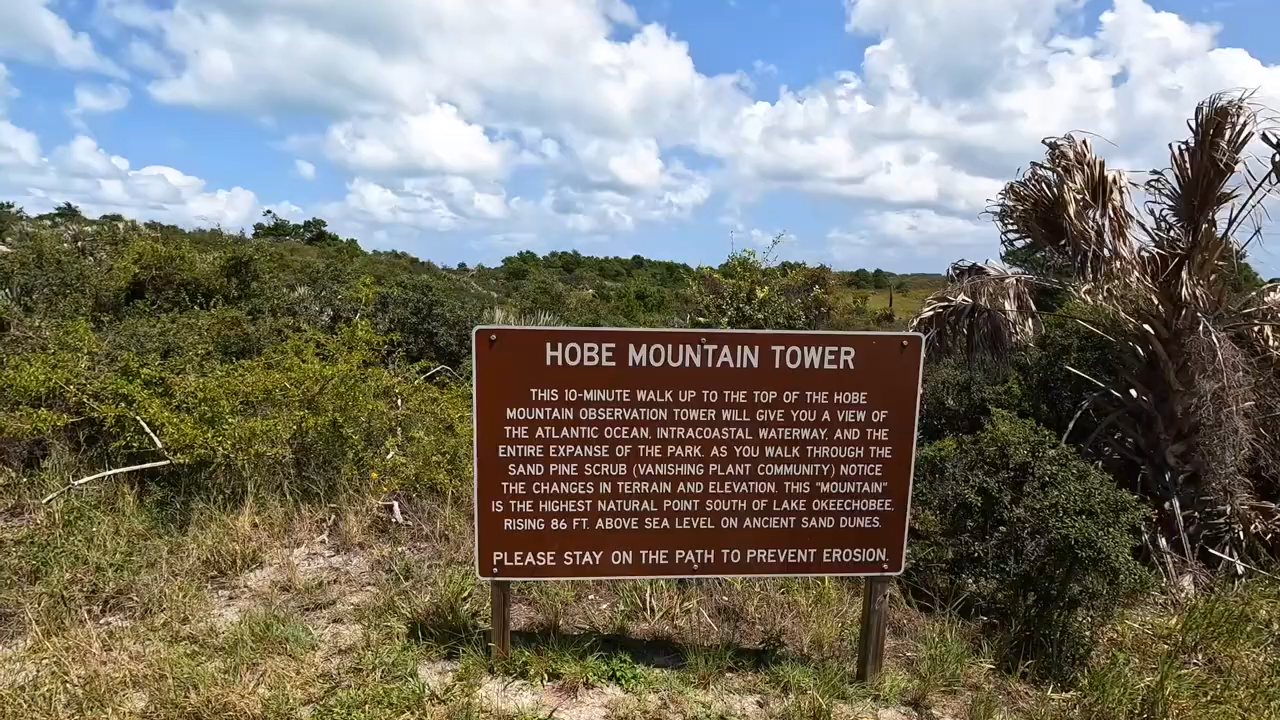 HOBE MOUNTAIN TOWER
THIS 10-MINUTE WALK UP TO THE TOP OF THE HOBE
MOUNTAIN OBSERVATION TOWER WILL GIVE YOU A VIEW OF
THE ATLANTIC OCEAN, INTRACOASTAL WATERWAY, AND THE
ENTIRE EXPANSE OF THE PARK. AS YOU WALK THROUGH THE
SAND PINE SCRUB (VANISHING PLANT COMMUNITY) NOTICE
THE CHANGES IN TERRAIN AND ELEVATION. THIS "MOUNTAIN"
IS THE HIGHEST NATURAL POINT SOUTH OF LAKE OKEECHOBEE,
RISING 86 FT. ABOVE SEA LEVEL ON ANCIENT SAND DUNES.
PLEASE STAY ON THE PATH TO PREVENT EROSION.